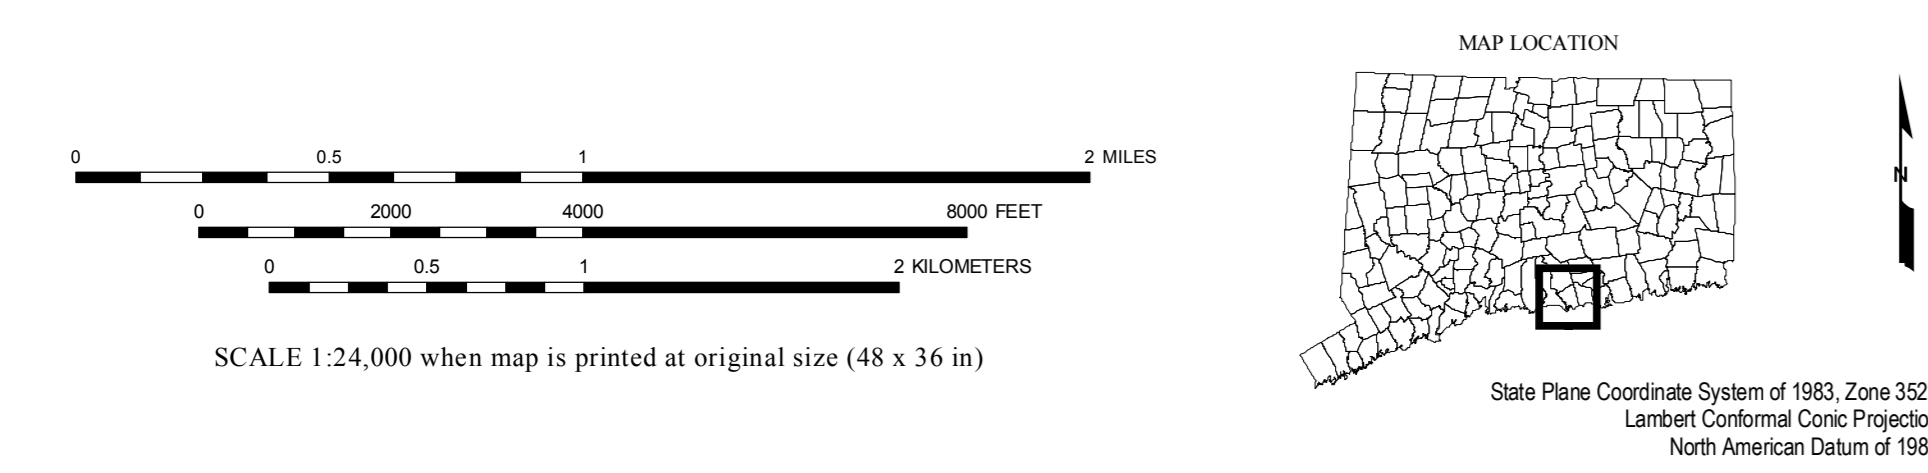 MAP LOCATION
0 0.5 1 2 MILES
0 2000 4000 8000 FEET
0 0.5 1 2 KILOMETERS
SCALE 1:24,000 when map is printed at original size (48 x 36 in)
N
State Plane Coordinate System of 1983, Zone 352
Lambert Conformal Conic Projectio
North American Datum of 198